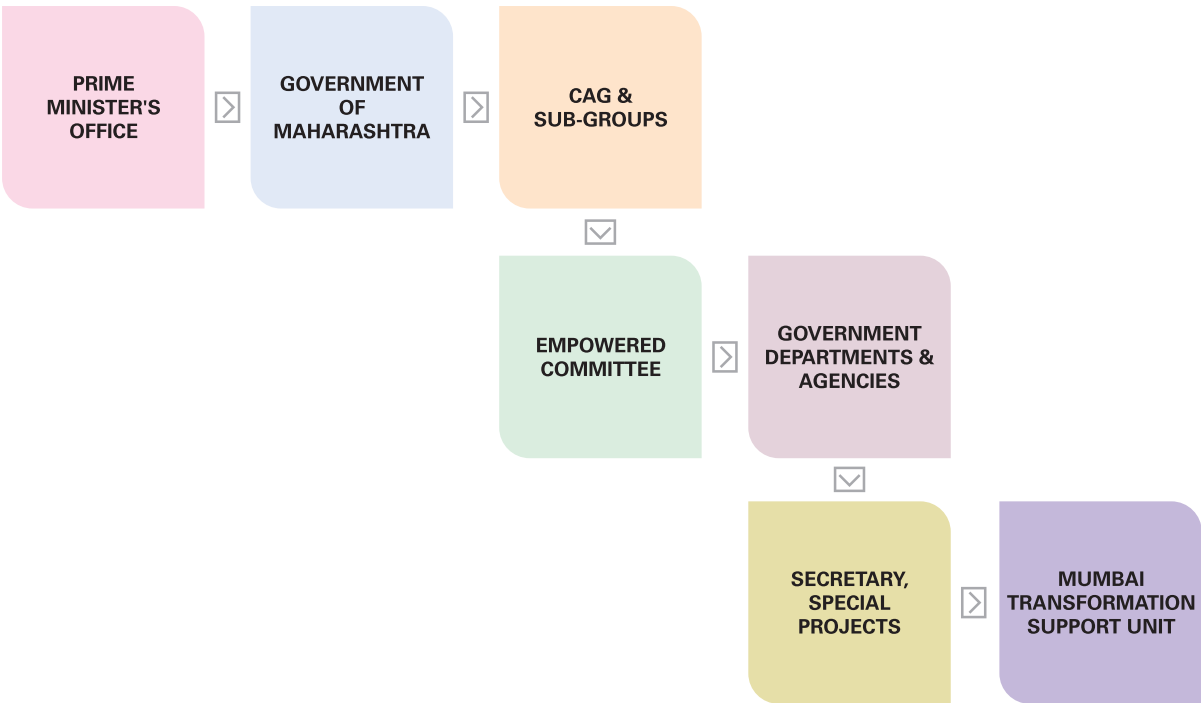 PRIME
MINISTER'S
OFFICE
GOVERNMENT
OF
MAHARASHTRA
CAG &
SUB-GROUPS
EMPOWERED
COMMITTEE
GOVERNMENT
DEPARTMENTS &
AGENCIES
SECRETARY,
SPECIAL
PROJECTS
MUMBAI
TRANSFORMATION
SUPPORT UNIT